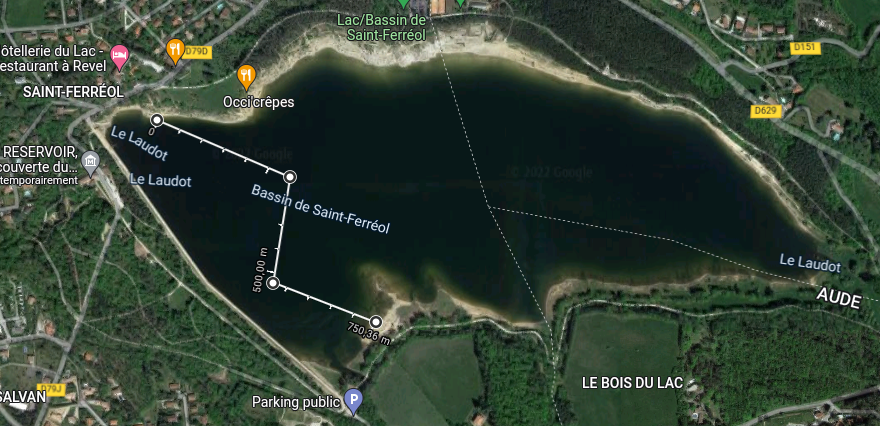 Lac/Bassin de
Saint-Ferréol
D151
ôtellerie du Lac -
estaurant à Revel
D79D
SAINT-FERRÉOL
Occi'crêpes
D629
0
Le Laudot
© 2022 Google
© 2022 Google
RESERVOIR,
couverte du...
temporairement
Le Laudot
Bassin de Saint-Ferréol
500,00 m
Le Laudot
AUDE
750,36 m
LE BOIS DU LAC
SALVAN
D79J
Parking public
P